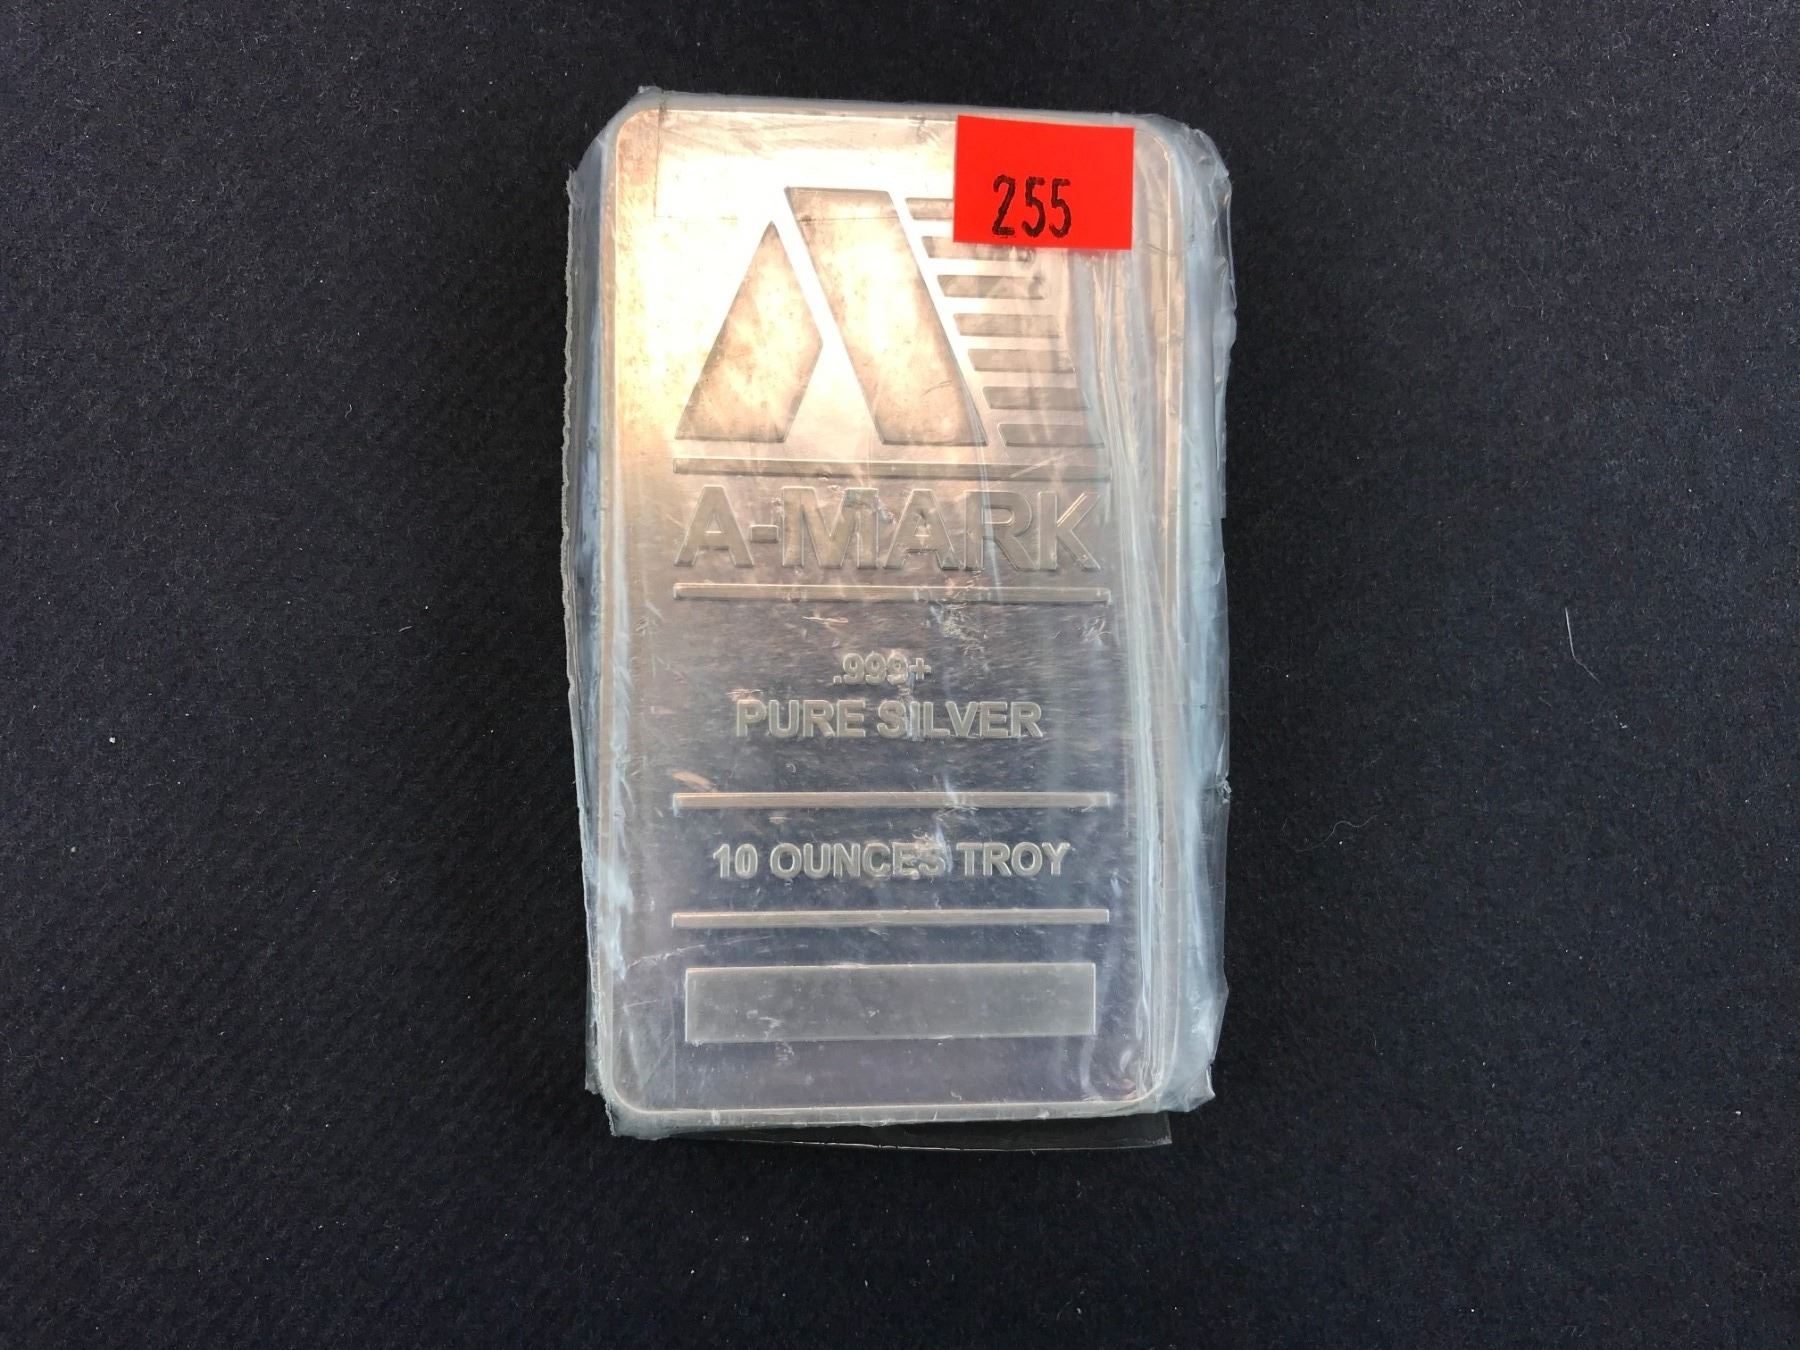 255
A-MARK
.999+
PURE SILVER
10 OUNCES TROY